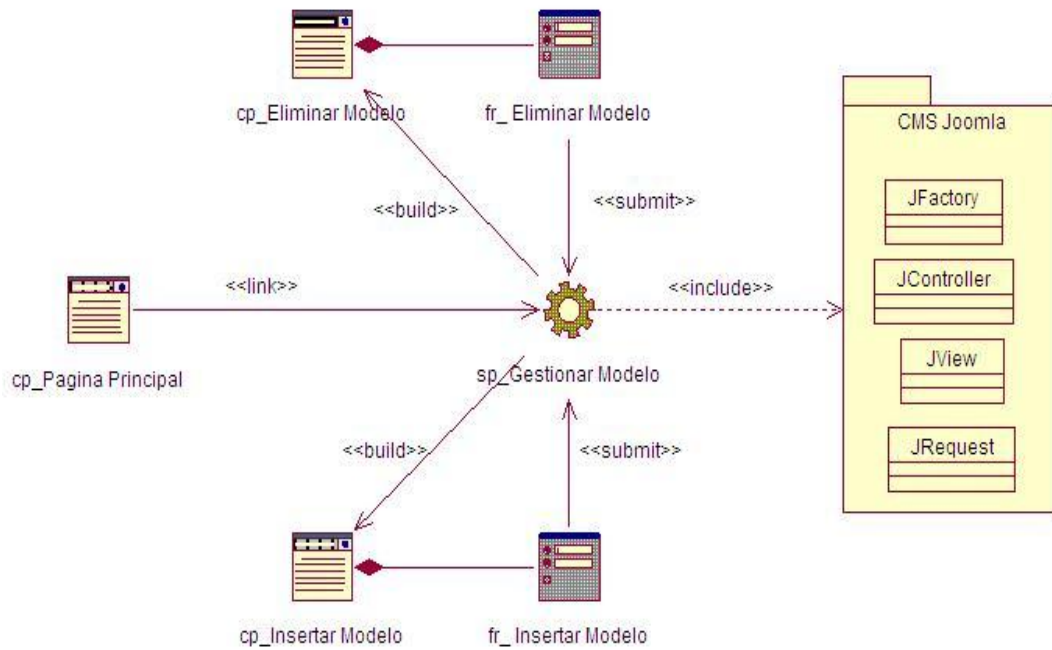 cp_Eliminar Modelo
fr_ Eliminar Modelo
CMS Joomla
JFactory
<<build>>
<<submit>>
<<link>>
<<include>>
JController
cp_Pagina Principal
sp_Gestionar Modelo
JView
<<build>>
<<submit>>
JRequest
cp_Insertar Modelo
fr_ Insertar Modelo